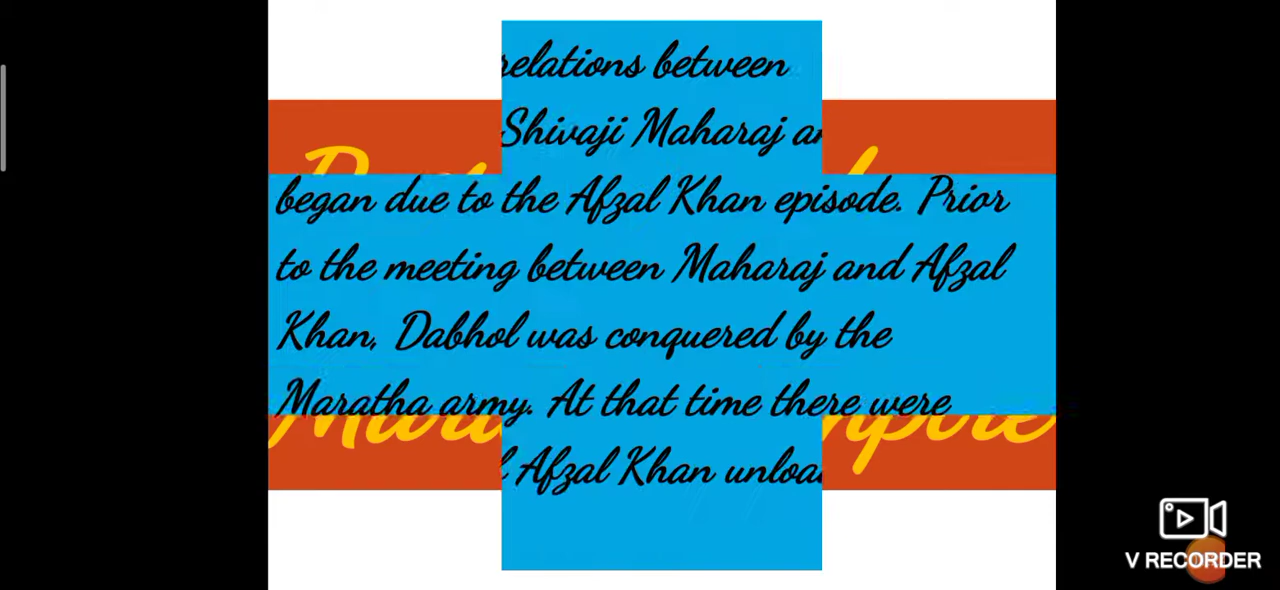 relations between
Shivaji Maharaj
began due to the Afzal Khan episode. Prior
to the meeting between Maharaj and Afzal
Khan, Dabhol was conquered by the
Maratha army. At that time there were
Afzal Khan
V RECORDER